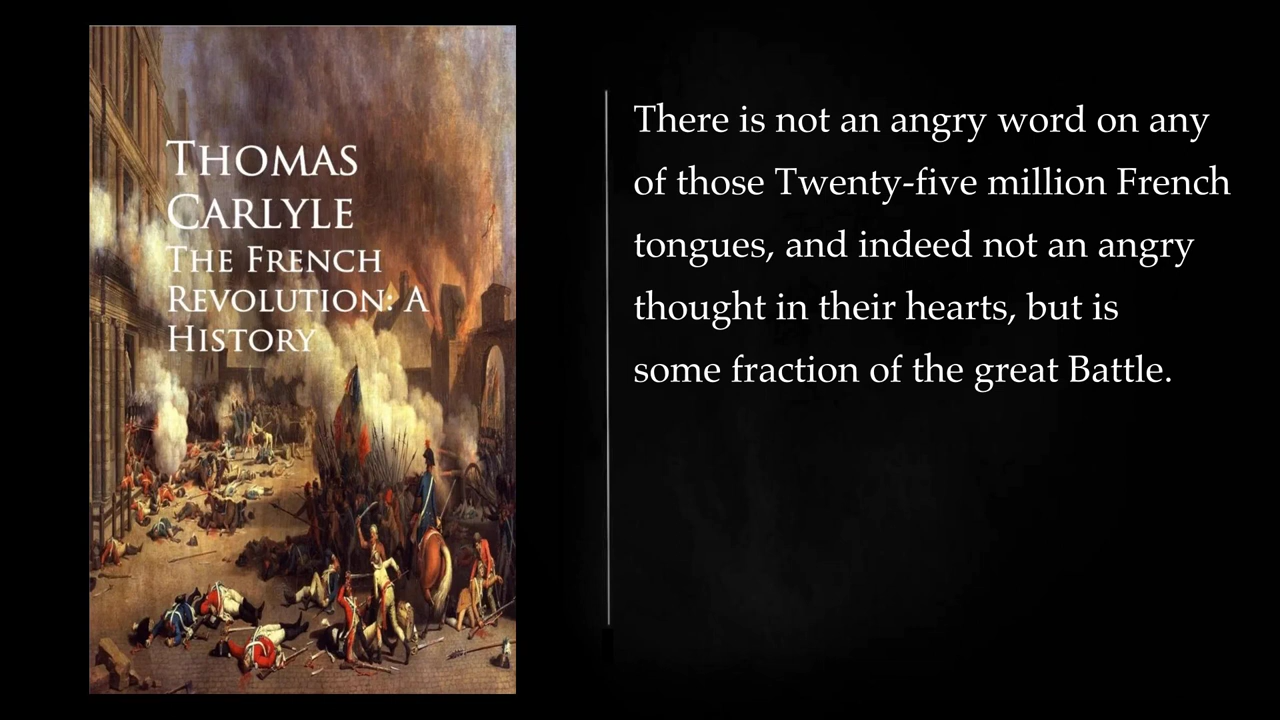 THOMAS
CARLYLE
THE FRENCH
REVOLUTION: A
HISTORY
There is not an angry word on any
of those Twenty-five million French
tongues, and indeed not an angry
thought in their hearts, but is
some fraction of the great Battle.